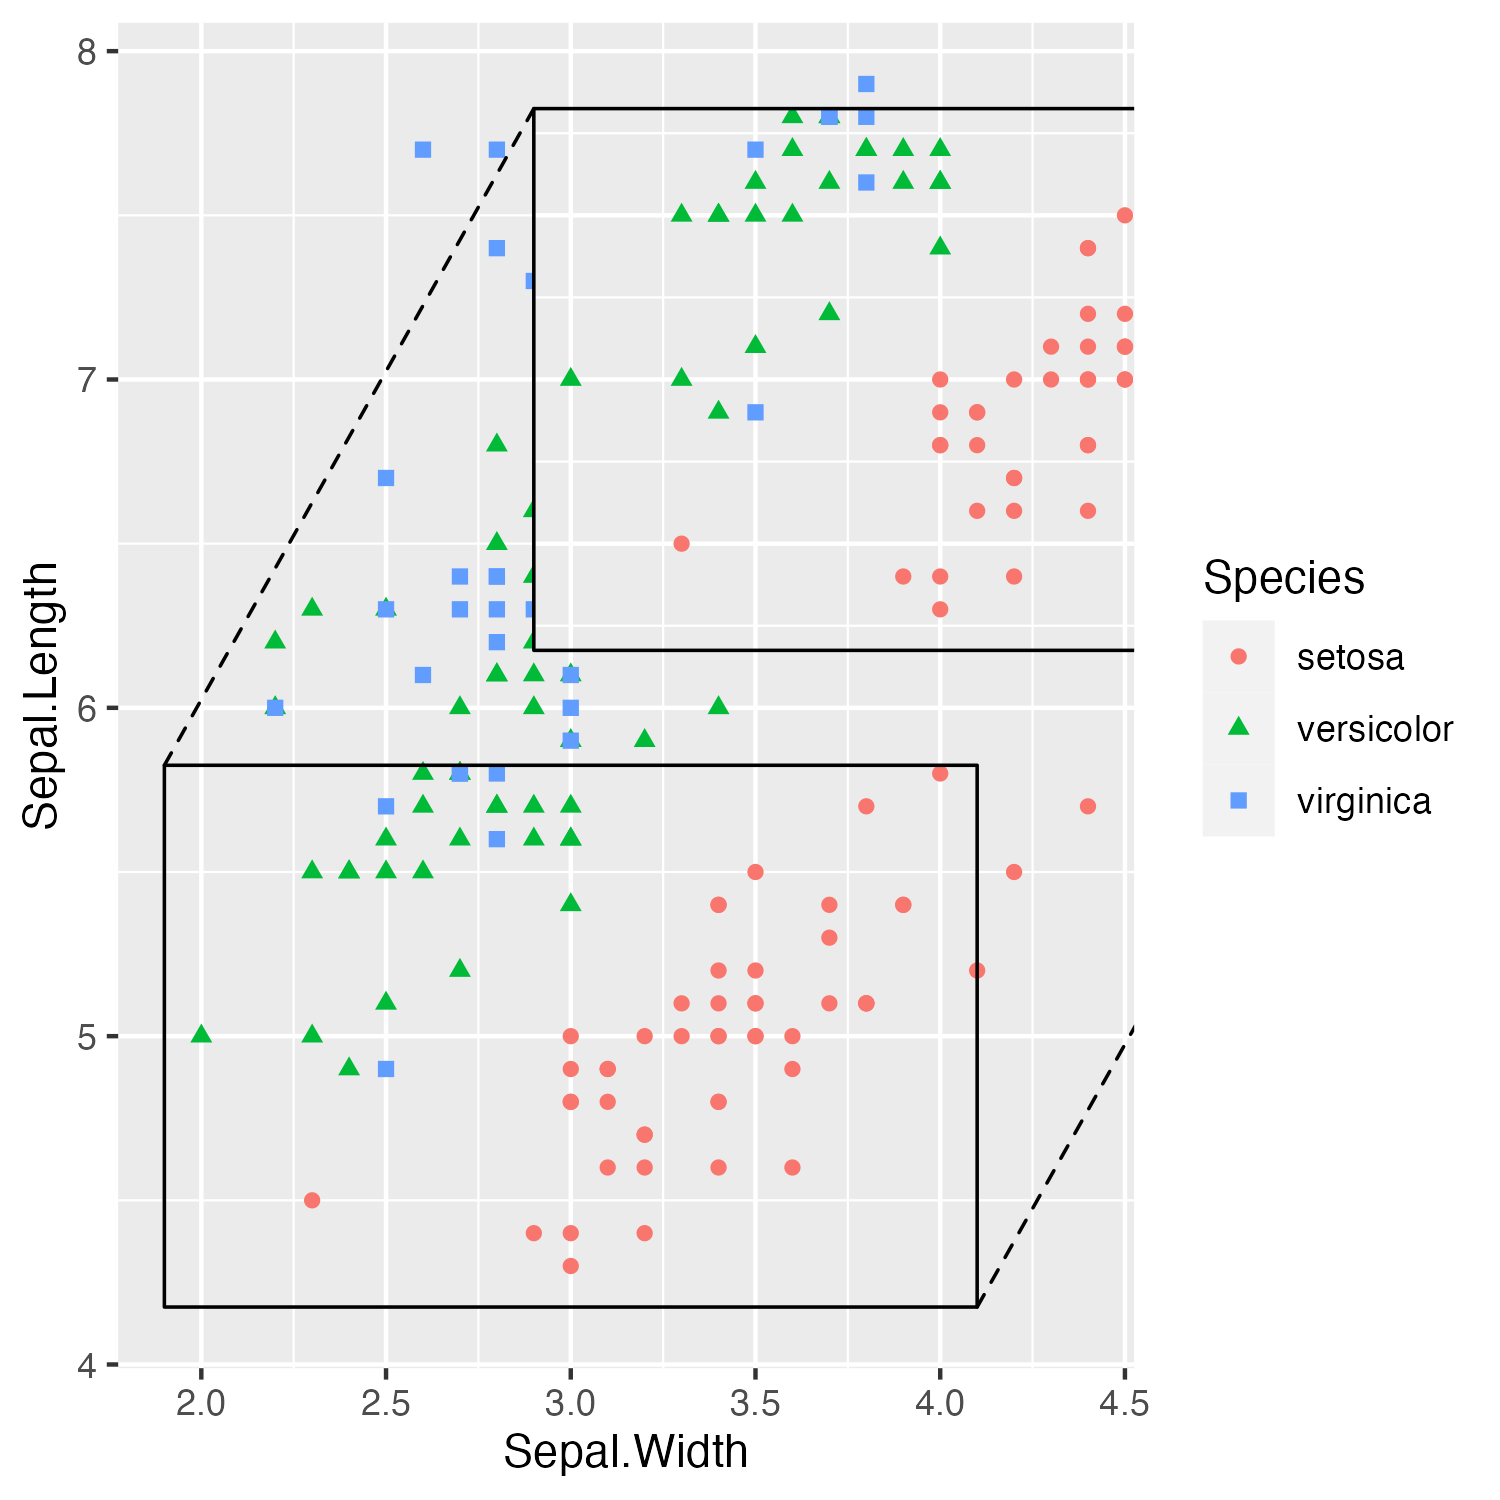 8
7
6
5
4
2.0 2.5 3.0 3.5 4.0 4.5
Sepal.Width
Sepal.Length
Species
setosa
versicolor
virginica